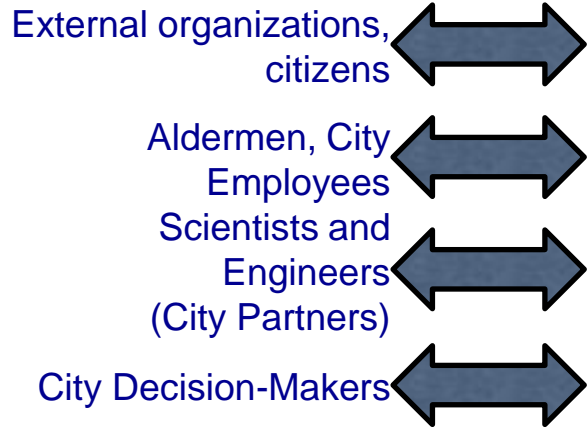 External organizations,
citizens
Aldermen, City
Employees
Scientists and
Engineers
(City Partners)
City Decision-Makers